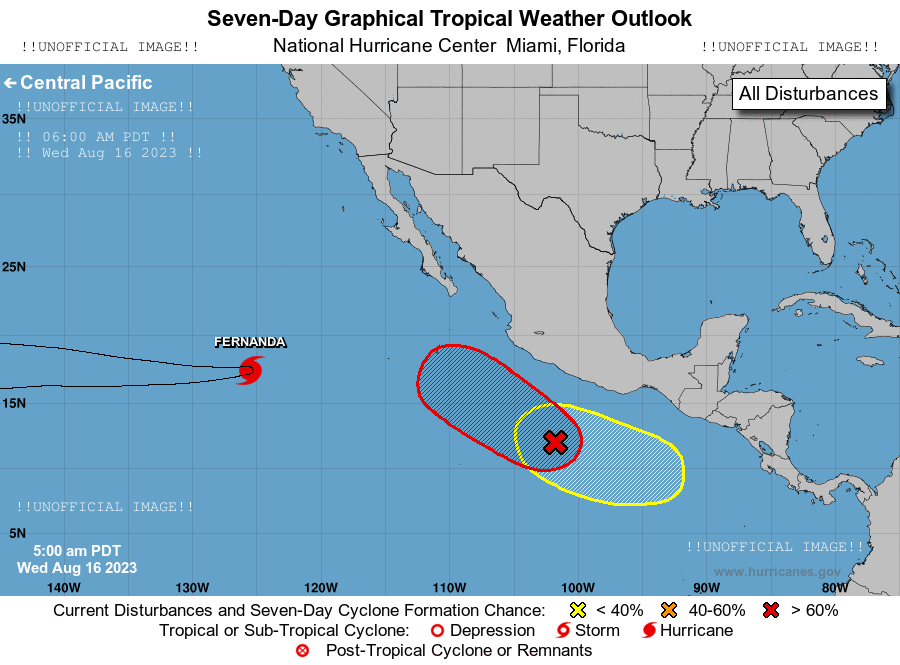 Seven-Day Graphical Tropical Weather Outlook
!!UNOFFICIAL IMAGE!! National Hurricane Center Miami, Florida !!UNOFFICIAL IMAGE!!
← Central Pacific
All Disturbances
!!UNOFFICIAL IMAGE!!
35N
!! 06:00 AM PDT !!
!! Wed Aug 16 2023 !!
25N
FERNANDA
15N
!!UNOFFICIAL IMAGE!!
5N
5:00 am PDT
Wed Aug 16 2023
!!UNOFFICIAL IMAGE!!
www.hurricanes.gov
140W 130W 120W 110W 100W 90W 80W
Current Disturbances and Seven-Day Cyclone Formation Chance: < 40% 40-60% > 60%
Tropical or Sub-Tropical Cyclone: Depression Storm Hurricane
Post-Tropical Cyclone or Remnants